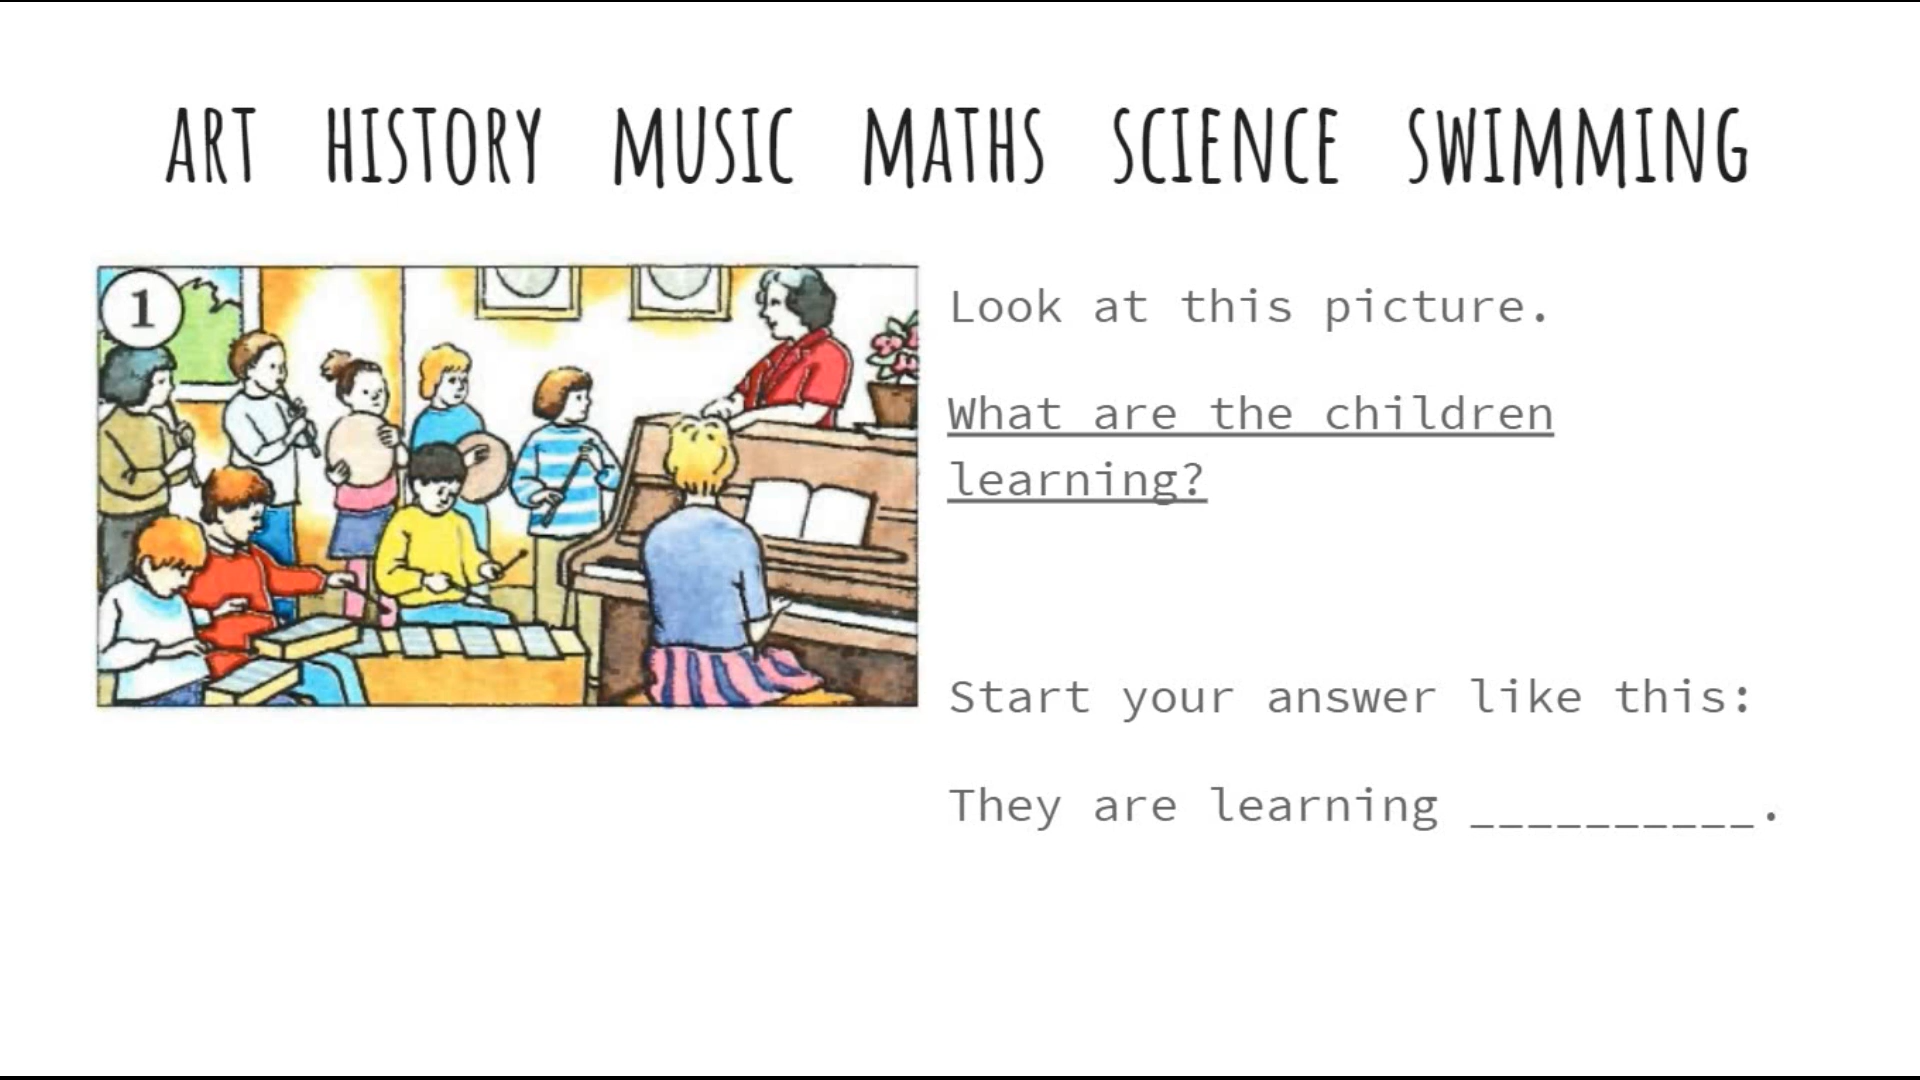 ART HISTORY MUSIC MATHS SCIENCE SWIMMING
1
Look at this picture.
What are the children
learning?
Start your answer like this:
They are learning __________.